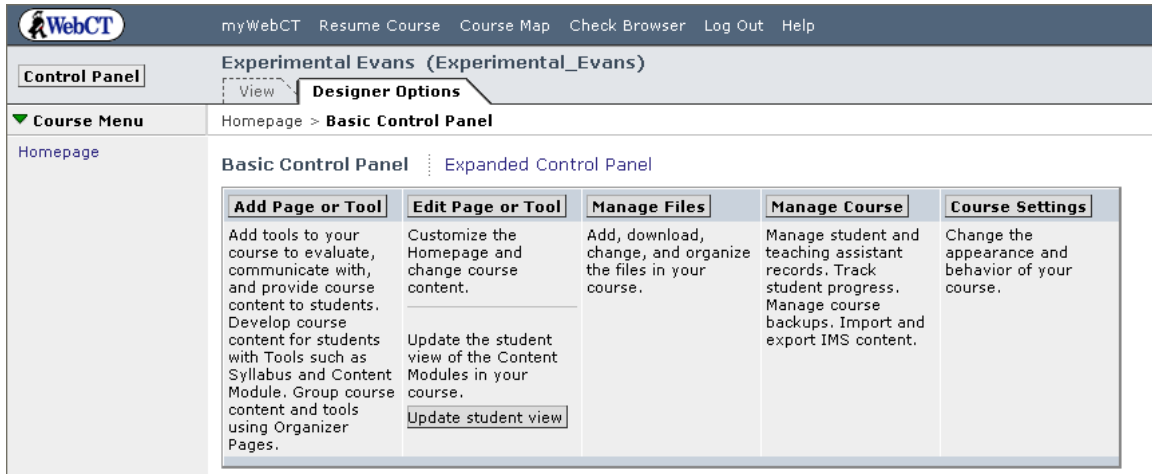 WebCT
myWebCT Resume Course Course Map Check Browser Log Out Help
Control Panel
Experimental Evans (Experimental_Evans)
View Designer Options
Course Menu
Homepage > Basic Control Panel
Homepage
Basic Control Panel Expanded Control Panel
Add Page or Tool
Add tools to your
course to evaluate,
communicate with,
and provide course
content to students.
Develop course
content for students
with Tools such as
Syllabus and Content
Module. Group course
content and tools
using Organizer
Pages.
Edit Page or Tool
Customize the
Homepage and
change course
content.
Update the student
view of the Content
Modules in your
course.
Update student view
Manage Files
Add, download,
change, and organize
the files in your
course.
Manage Course
Manage student and
teaching assistant
records. Track
student progress.
Manage course
backups. Import and
export IMS content.
Course Settings
Change the
appearance and
behavior of your
course.